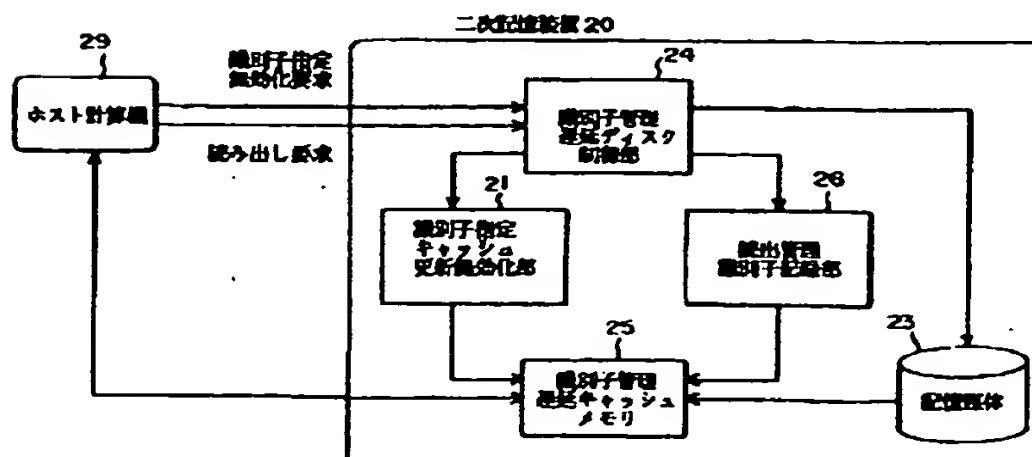 二次記憶装置20
29
ホスト計算機
識別子指定
無効化要求
読み出し要求
24
識別子管理
遅延ディスク
制御部
21
識別子指定
キャッシュ
更新無効化部
26
読出管理
識別子記録部
25
識別子管理
遅延キャッシュ
メモリ
23
記憶媒体